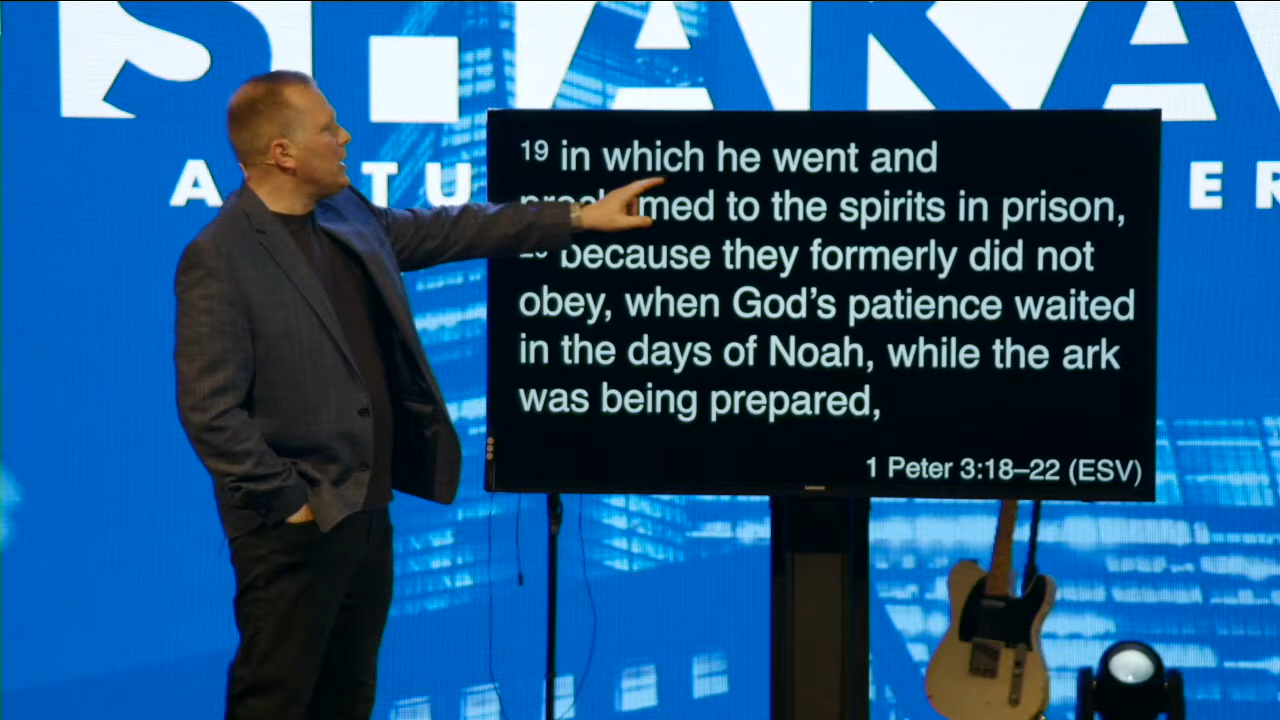 19 in which he went and
med to the spirits in prison,
because they formerly did not
obey, when God's patience waited
in the days of Noah, while the ark
was being prepared,
1 Peter 3:18–22 (ESV)